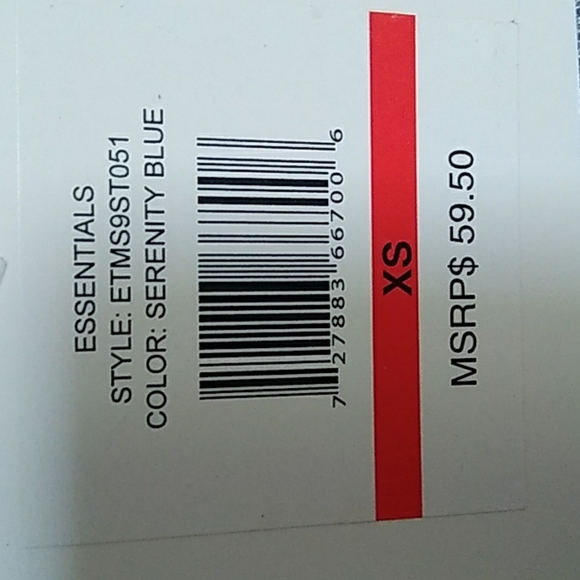 ESSENTIALS
STYLE: ETMS9ST051
COLOR: SERENITY BLUE
7 27883 66700 6
XS
MSRP$ 59.50